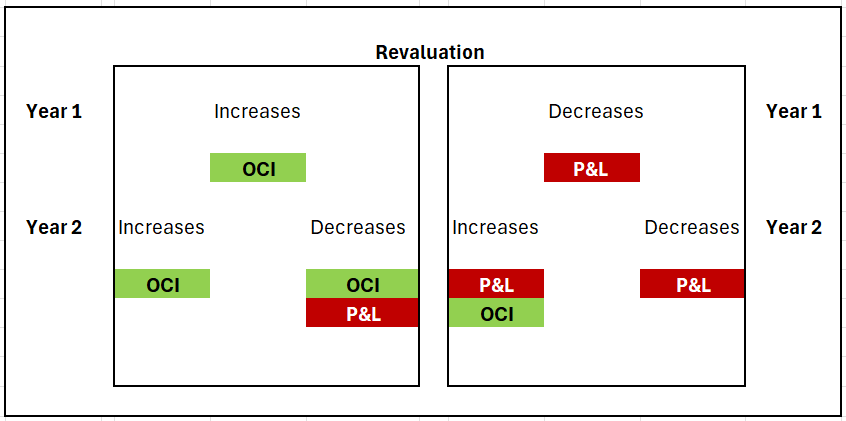 Revaluation
Year 1 Increases Decreases Year 1
OCI P&L
Year 2 Increases Decreases Increases Decreases Year 2
OCI OCI P&L P&L
P&L OCI